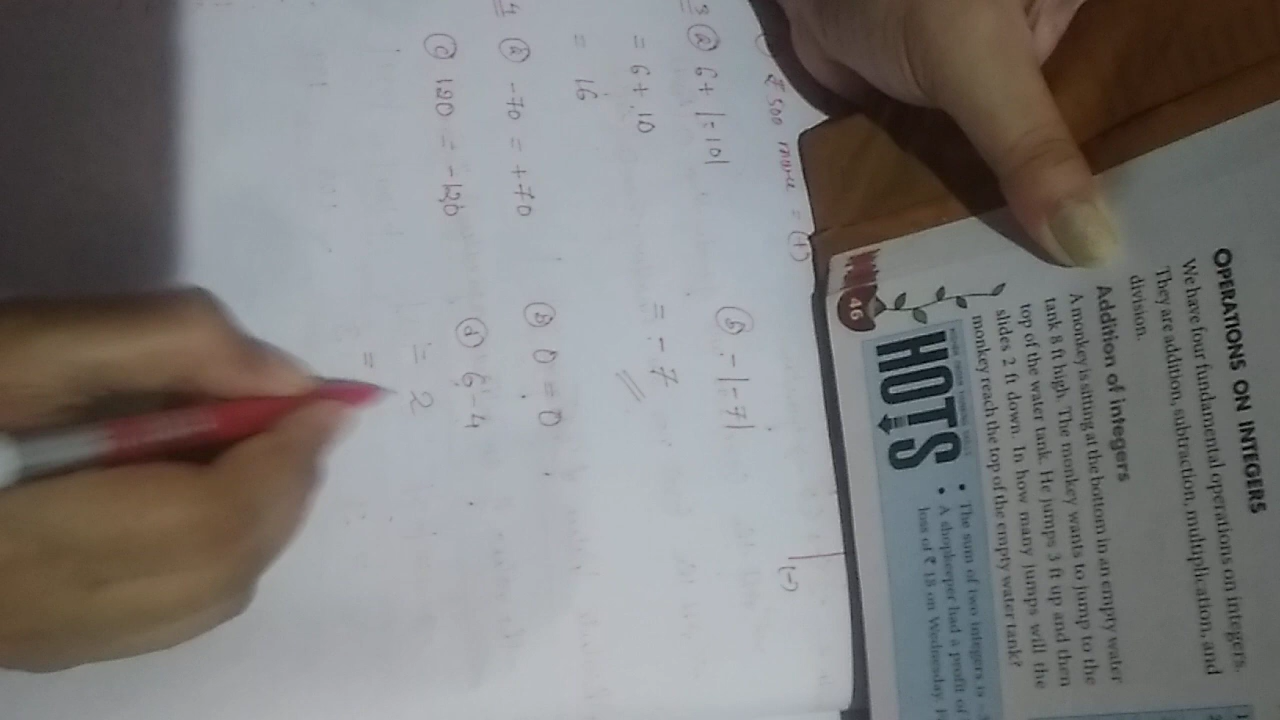 ₹ 500 more = (+)
(-)
3 (a) 6 + |-10|
= 6 + 10
= 16
(b) - |-7|
= - 7
4 (a) -70 = +70
(b) 0 = 0
(c) 120 = -120
(d) 6-4
= 2
=
OPERATIONS ON INTEGERS
We have four fundamental operations on integers.
They are addition, subtraction, multiplication, and
division.
Addition of integers
A monkey is sitting at the bottom in an empty water
tank 8 ft high. The monkey wants to jump to the
top of the water tank. He jumps 3 ft up and then
slides 2 ft down. In how many jumps will the
monkey reach the top of the empty water tank?
46
HOTS :
The sum of two integers is
A shopkeeper had a profit of
loss of ₹ 18 on Wednesday.